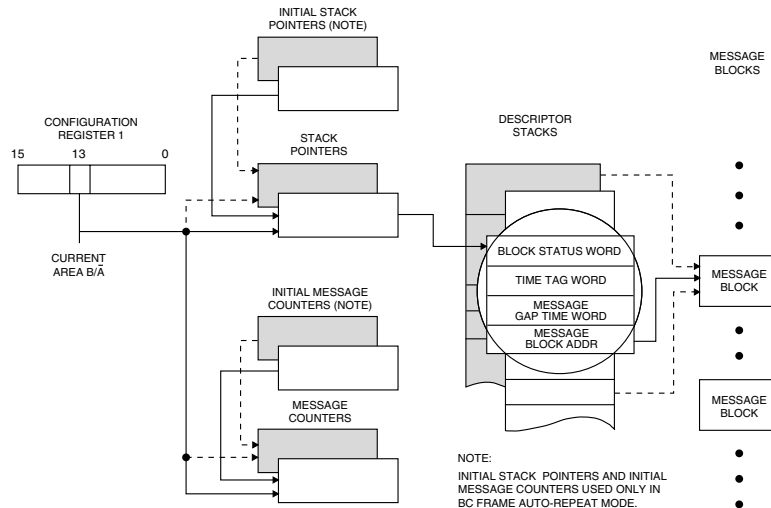 INITIAL STACK
POINTERS (NOTE)
MESSAGE
BLOCKS
CONFIGURATION
REGISTER 1
15 13 0
STACK
POINTERS
DESCRIPTOR
STACKS
CURRENT
AREA B/A̅
BLOCK STATUS WORD
TIME TAG WORD
MESSAGE
GAP TIME WORD
MESSAGE
BLOCK ADDR
MESSAGE
BLOCK
INITIAL MESSAGE
COUNTERS (NOTE)
MESSAGE
COUNTERS
MESSAGE
BLOCK
NOTE:
INITIAL STACK POINTERS AND INITIAL
MESSAGE COUNTERS USED ONLY IN
BC FRAME AUTO-REPEAT MODE.